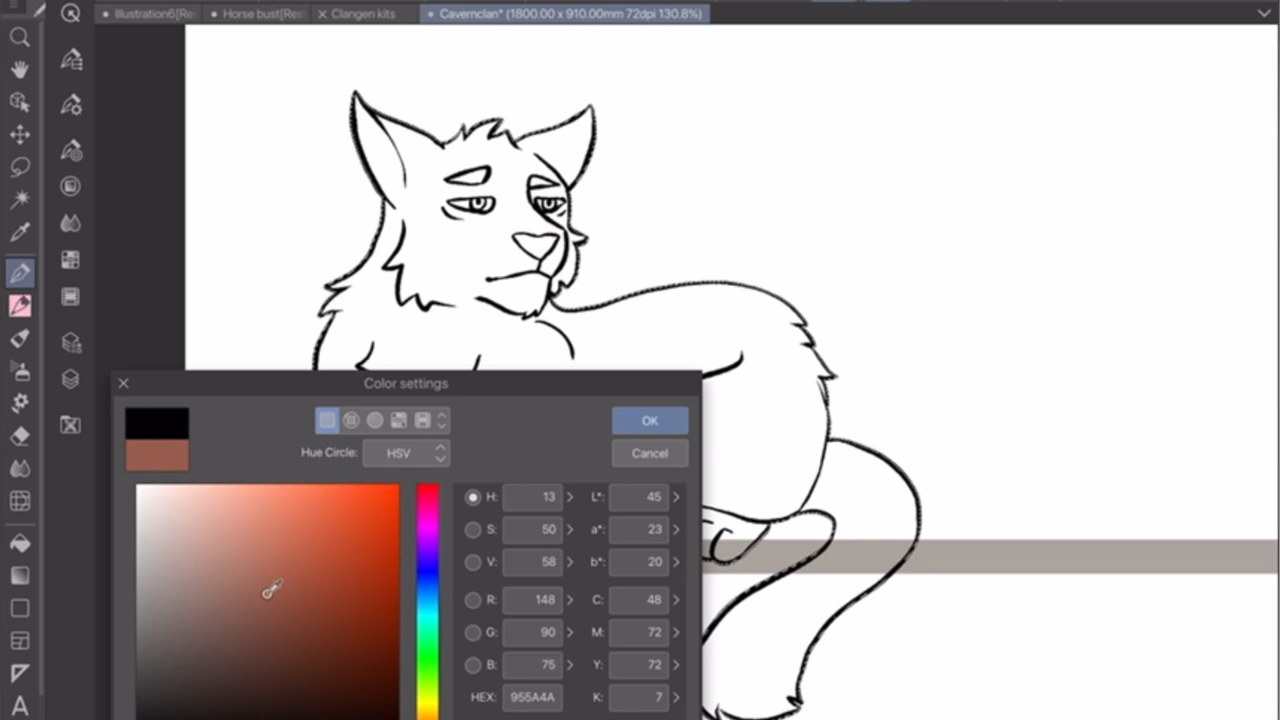 Illustration6[Re Horse bust[Res Clangen kits Cavernclan* (1800.00 x 910.00mm 72dpi 130.8%)
Color settings
OK
Hue Circle: HSV Cancel
H: 13 L*: 45
S: 50 a*: 23
V: 58 b*: 20
R: 148 C: 48
G: 90 M: 72
B: 75 Y: 72
HEX: 955A4A K: 7
A